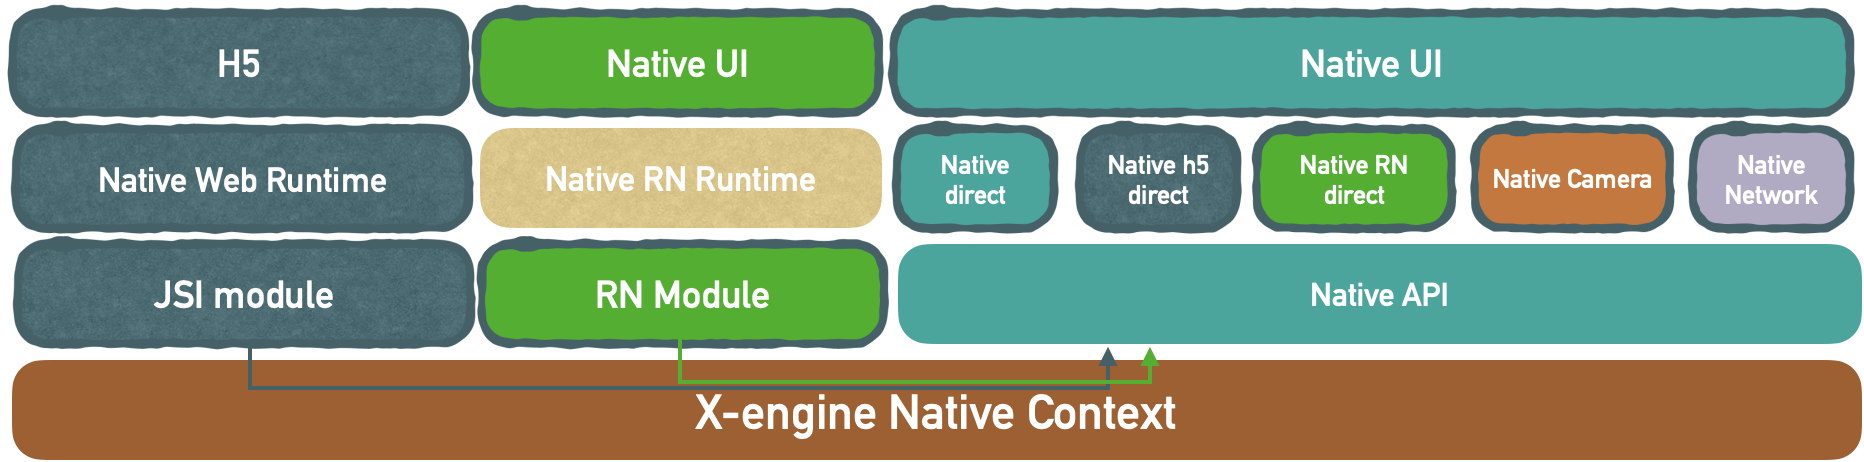 H5
Native UI
Native UI
Native Web Runtime
Native RN Runtime
Native
direct
Native h5
direct
Native RN
direct
Native Camera
Native
Network
JSI module
RN Module
Native API
X-engine Native Context